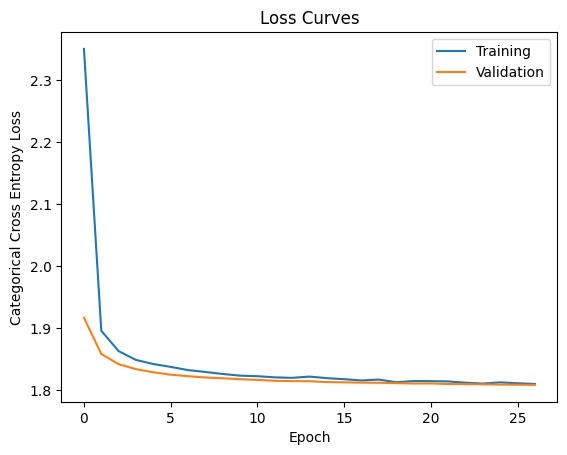 Loss Curves
Training
Validation
Categorical Cross Entropy Loss
2.3
2.2
2.1
2.0
1.9
1.8
0 5 10 15 20 25
Epoch